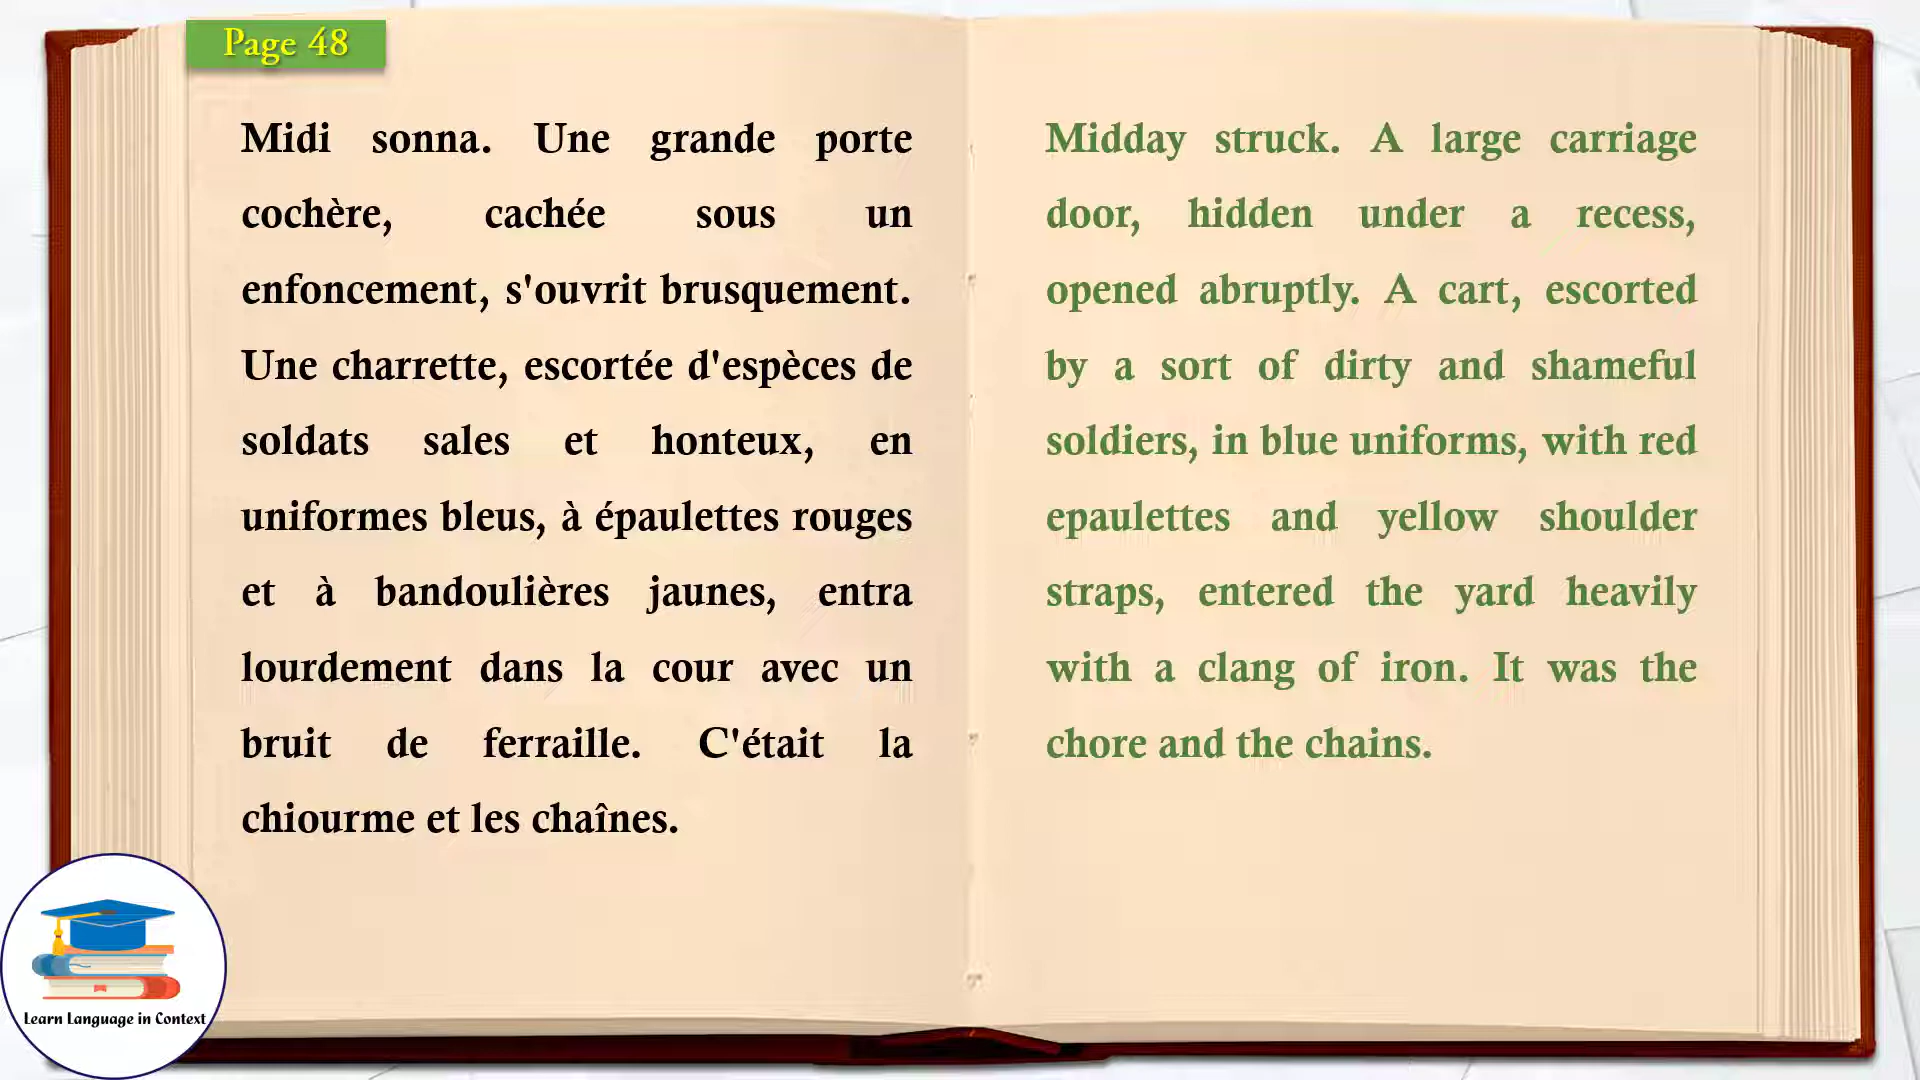 Page 48
Midi sonna. Une grande porte
cochère, cachée sous un
enfoncement, s'ouvrit brusquement.
Une charrette, escortée d'espèces de
soldats sales et honteux, en
uniformes bleus, à épaulettes rouges
et à bandoulières jaunes, entra
lourdement dans la cour avec un
bruit de ferraille. C'était la
chiourme et les chaînes.
Midday struck. A large carriage
door, hidden under a recess,
opened abruptly. A cart, escorted
by a sort of dirty and shameful
soldiers, in blue uniforms, with red
epaulettes and yellow shoulder
straps, entered the yard heavily
with a clang of iron. It was the
chore and the chains.
Learn Language in Context